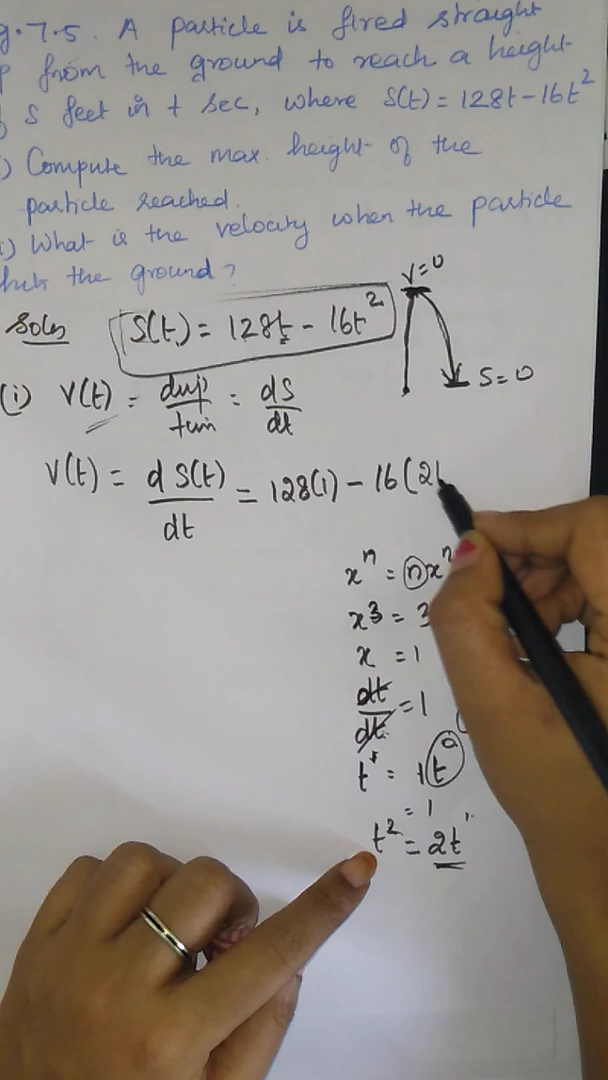 g.7.5. A particle is fired straight
p from the ground to reach a height
s feet in t sec, where s(t) = 128t - 16t²
) Compute the max. height of the
particle reached.
i) What is the velocity when the particle
hits the ground?
Soln S(t) = 128t - 16t²
V=0
S=0
(i) V(t) = disp/tim = ds/dt
V(t) = d S(t)/dt = 128(1) - 16(2t
xⁿ = nxⁿ
x³ = 3
x = 1
dt/dt = 1
t¹ = 1t⁰
= 1
t² = 2t¹